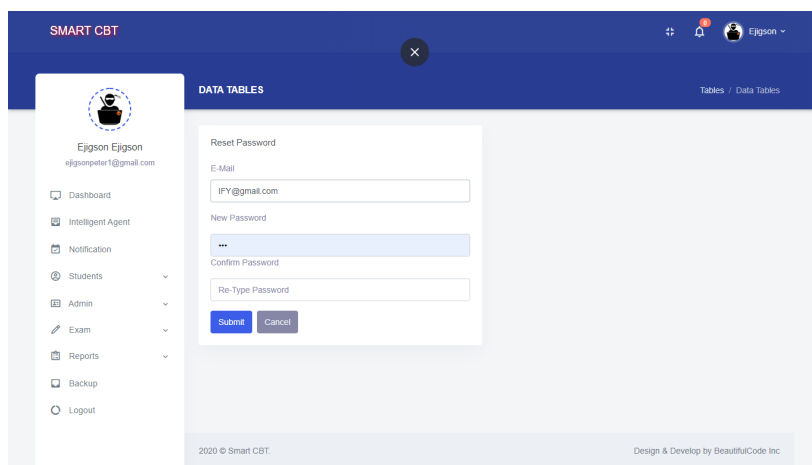 SMART CBT
0
Ejigson
DATA TABLES
Tables / Data Tables
Ejigson Ejigson
ejigsonpeter1@gmail.com
Dashboard
Intelligent Agent
Notification
Students
Admin
Exam
Reports
Backup
Logout
Reset Password
E-Mail
IFY@gmail.com
New Password
•••
Confirm Password
Re-Type Password
Submit Cancel
2020 © Smart CBT.
Design & Develop by BeautifulCode Inc